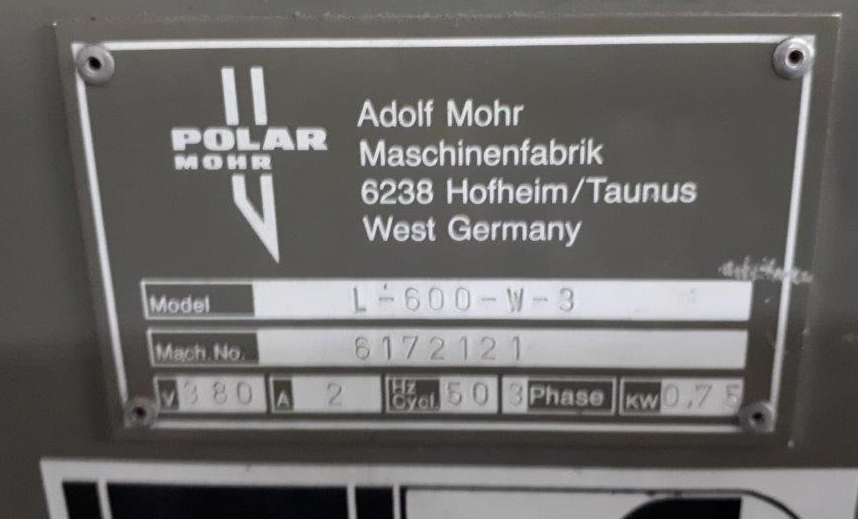 POLAR
MOHR
Adolf Mohr
Maschinenfabrik
6238 Hofheim/Taunus
West Germany
Model L-600-W-3
Mach. No. 6172121
V 380 A 2 Hz Cycl. 50 3 Phase KW 0,75